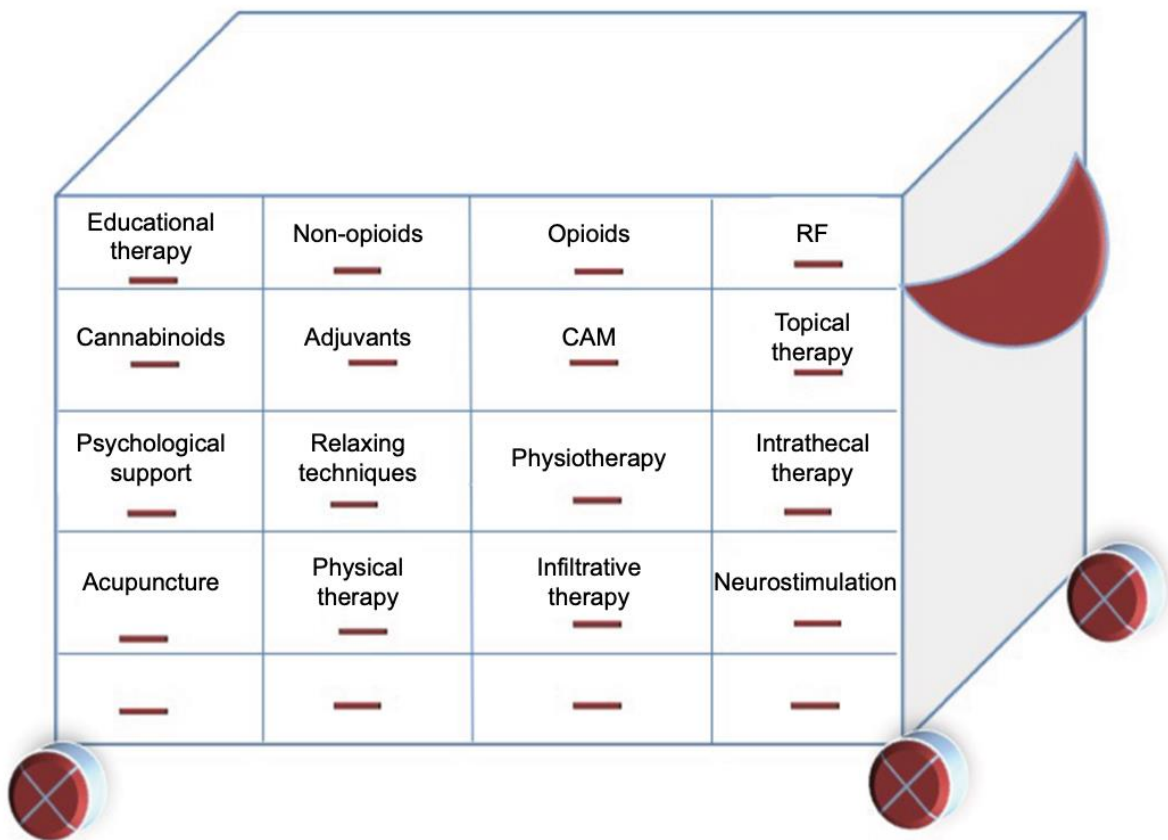 Educational
therapy
Non-opioids
Opioids
RF
Cannabinoids
Adjuvants
CAM
Topical
therapy
Psychological
support
Relaxing
techniques
Physiotherapy
Intrathecal
therapy
Acupuncture
Physical
therapy
Infiltrative
therapy
Neurostimulation